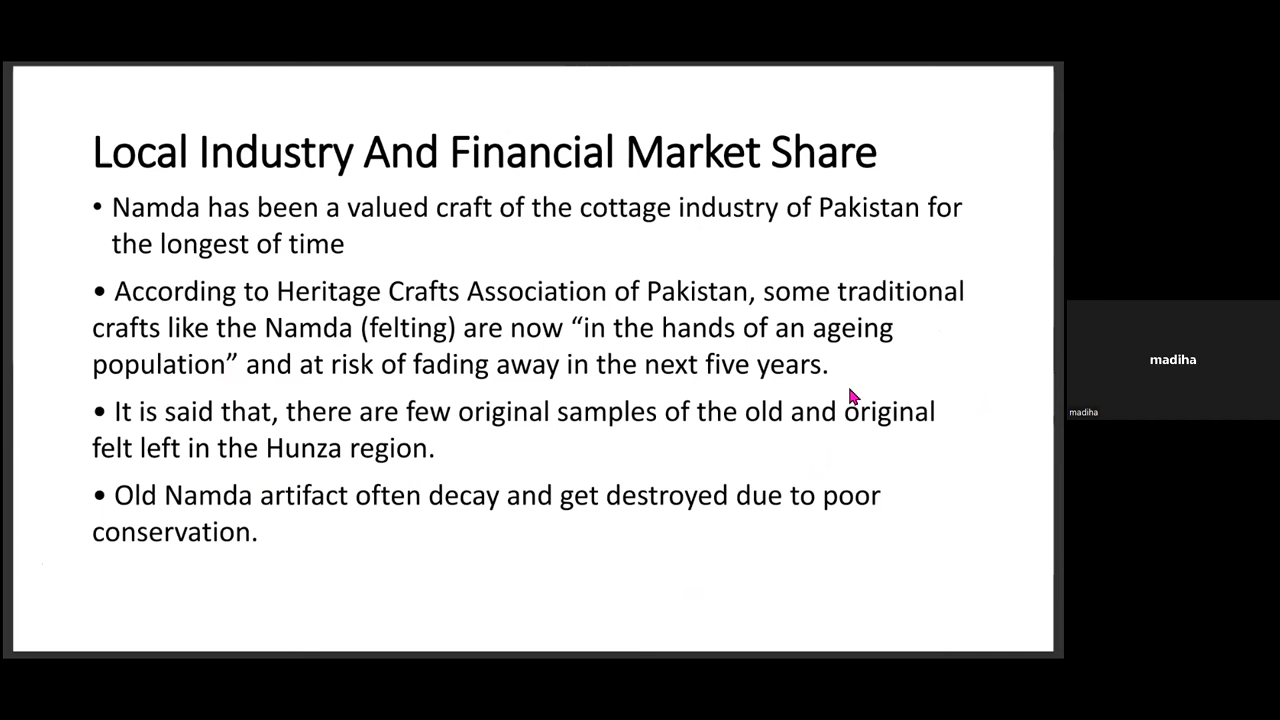 Local Industry And Financial Market Share
• Namda has been a valued craft of the cottage industry of Pakistan for
the longest of time
• According to Heritage Crafts Association of Pakistan, some traditional
crafts like the Namda (felting) are now “in the hands of an ageing
population” and at risk of fading away in the next five years.
• It is said that, there are few original samples of the old and original
felt left in the Hunza region.
• Old Namda artifact often decay and get destroyed due to poor
conservation.
madiha
madiha